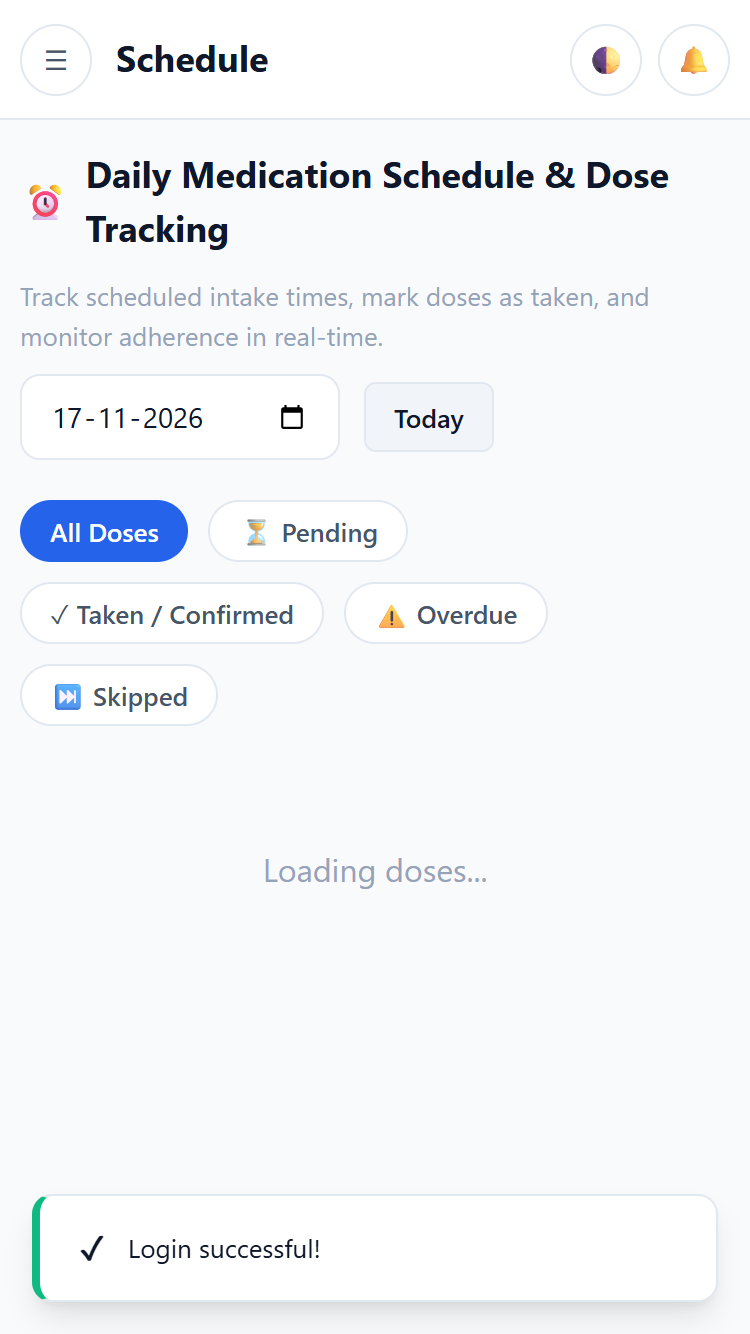 ☰ Schedule
Daily Medication Schedule & Dose
Tracking
Track scheduled intake times, mark doses as taken, and
monitor adherence in real-time.
17-11-2026 Today
All Doses ⏳ Pending
✓ Taken / Confirmed ⚠️ Overdue
⏭️ Skipped
Loading doses...
✓ Login successful!